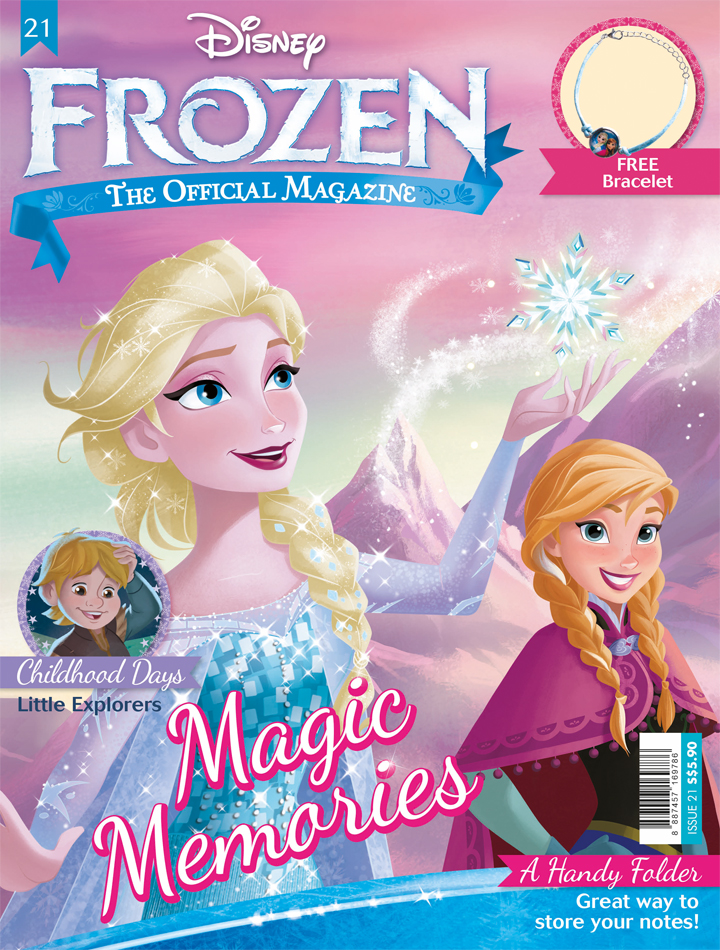 21
Disney
FROZEN
The Official Magazine
FREE
Bracelet
Childhood Days
Little Explorers
Magic
Memories
8 887457 169786
ISSUE 21 S$5.90
A Handy Folder
Great way to
store your notes!